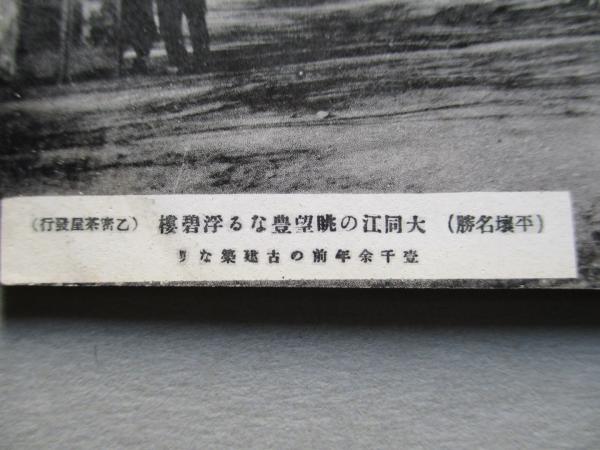 (平壤名勝) 大同江の眺望豊なる浮碧樓 (乙密茶屋發行)
壹千余年前の古建築なり